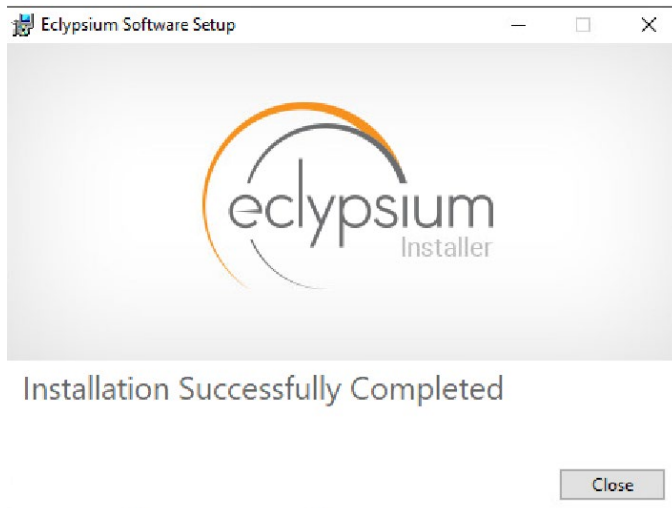 Eclypsium Software Setup
eclypsium
Installer
Installation Successfully Completed
Close